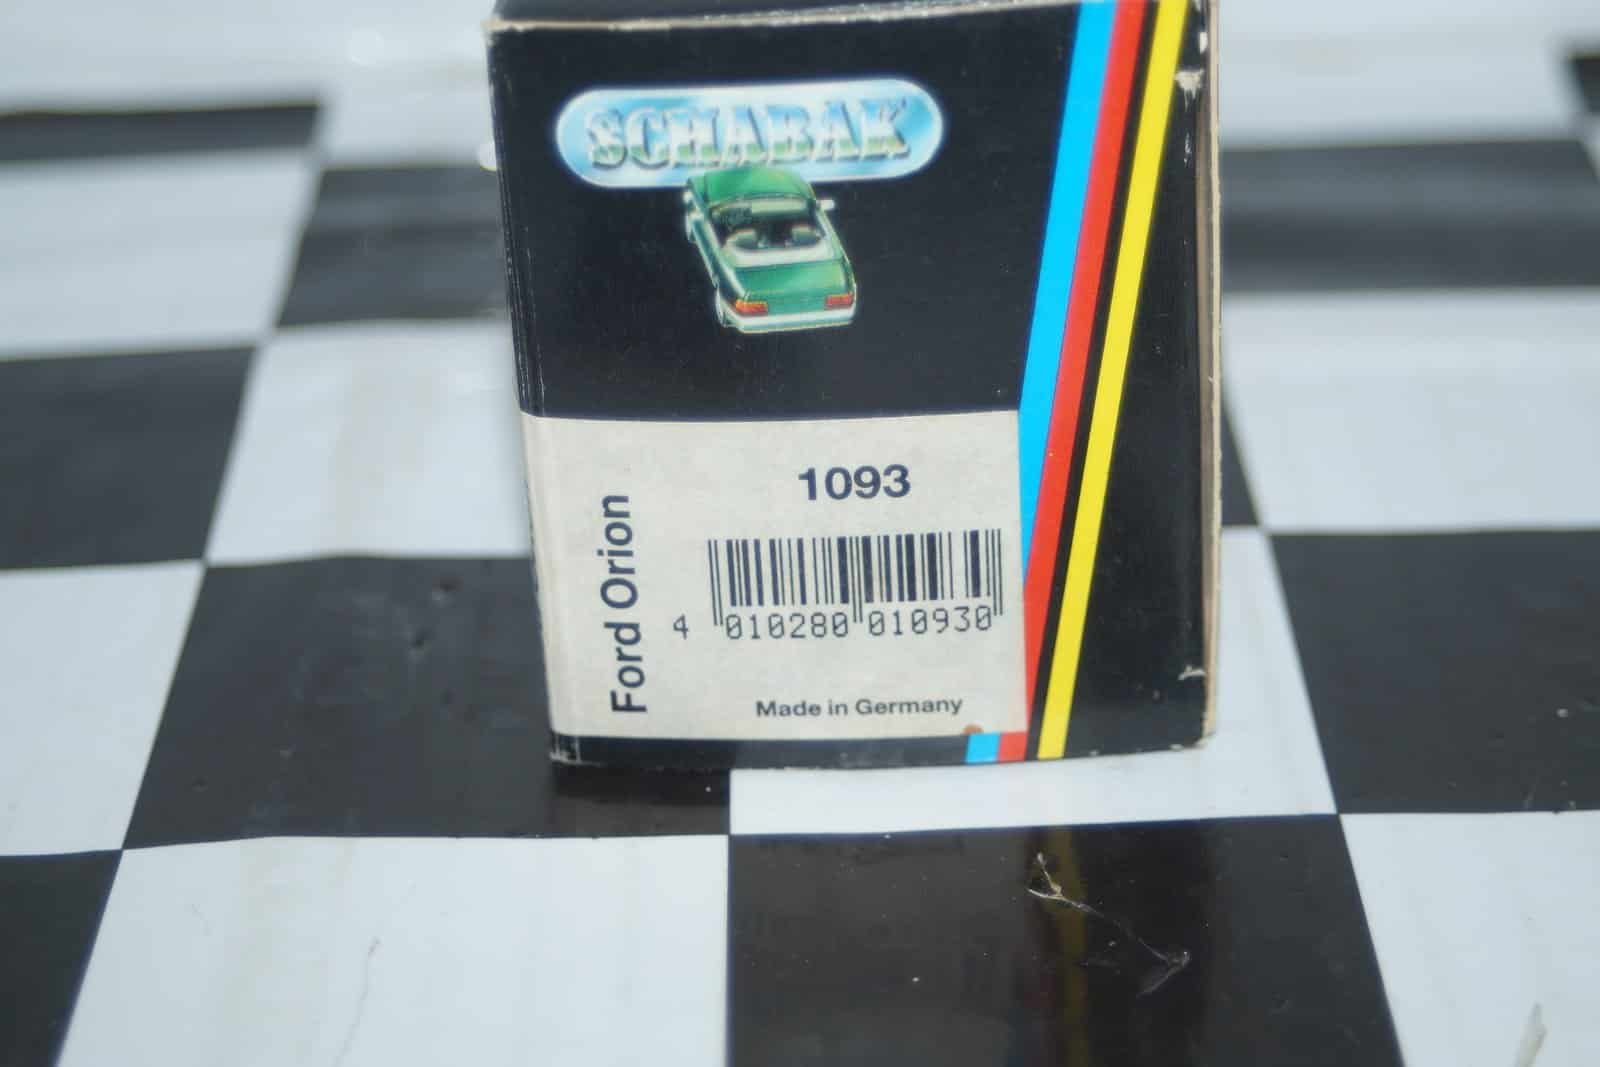 SCHABAK
1093
Ford Orion
4 010280 010930
Made in Germany